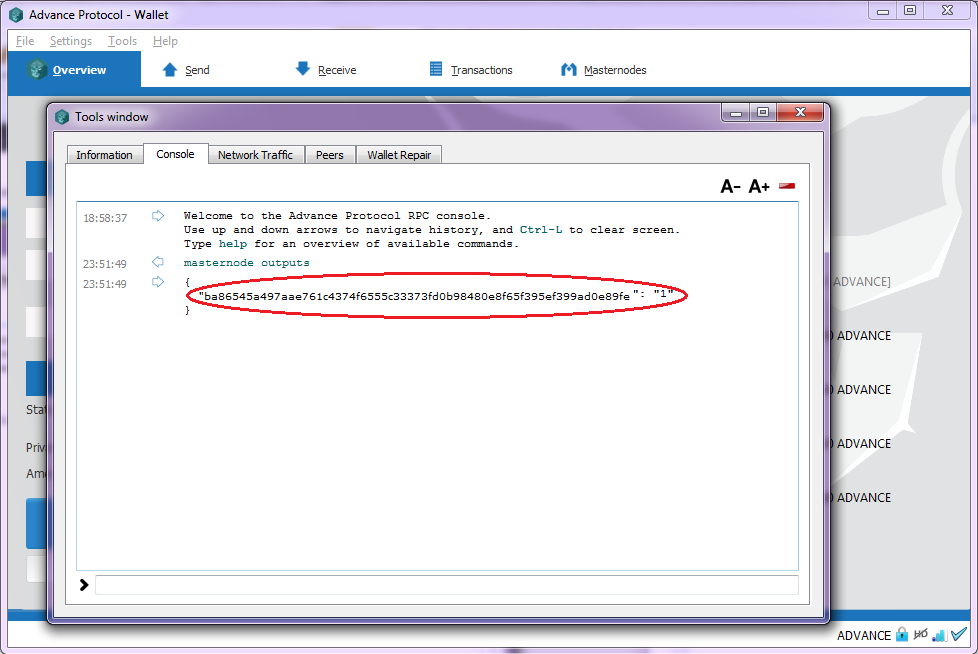 Advance Protocol - Wallet
File Settings Tools Help
Overview Send Receive Transactions Masternodes
Tools window
Information Console Network Traffic Peers Wallet Repair
A- A+
18:58:37 Welcome to the Advance Protocol RPC console.
Use up and down arrows to navigate history, and Ctrl-L to clear screen.
Type help for an overview of available commands.
23:51:49 masternode outputs
23:51:49 {
"ba86545a497aae761c4374f6555c33373fd0b98480e8f65f395ef399ad0e89fe": "1"
}
ADVANCE]
ADVANCE
ADVANCE
ADVANCE
ADVANCE
Stat
Priv
Amo
ADVANCE HD